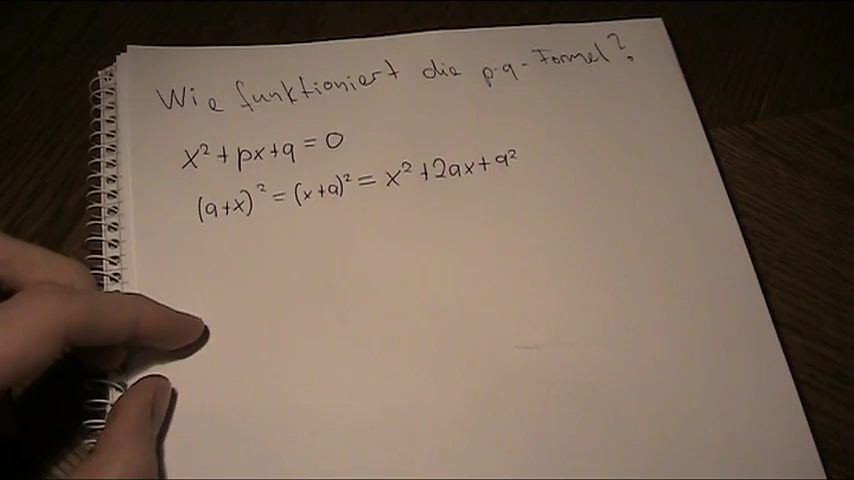 Wie funktioniert die p-q-Formel?
x² + px + q = 0
(a+x)² = (x+a)² = x² + 2ax + a²